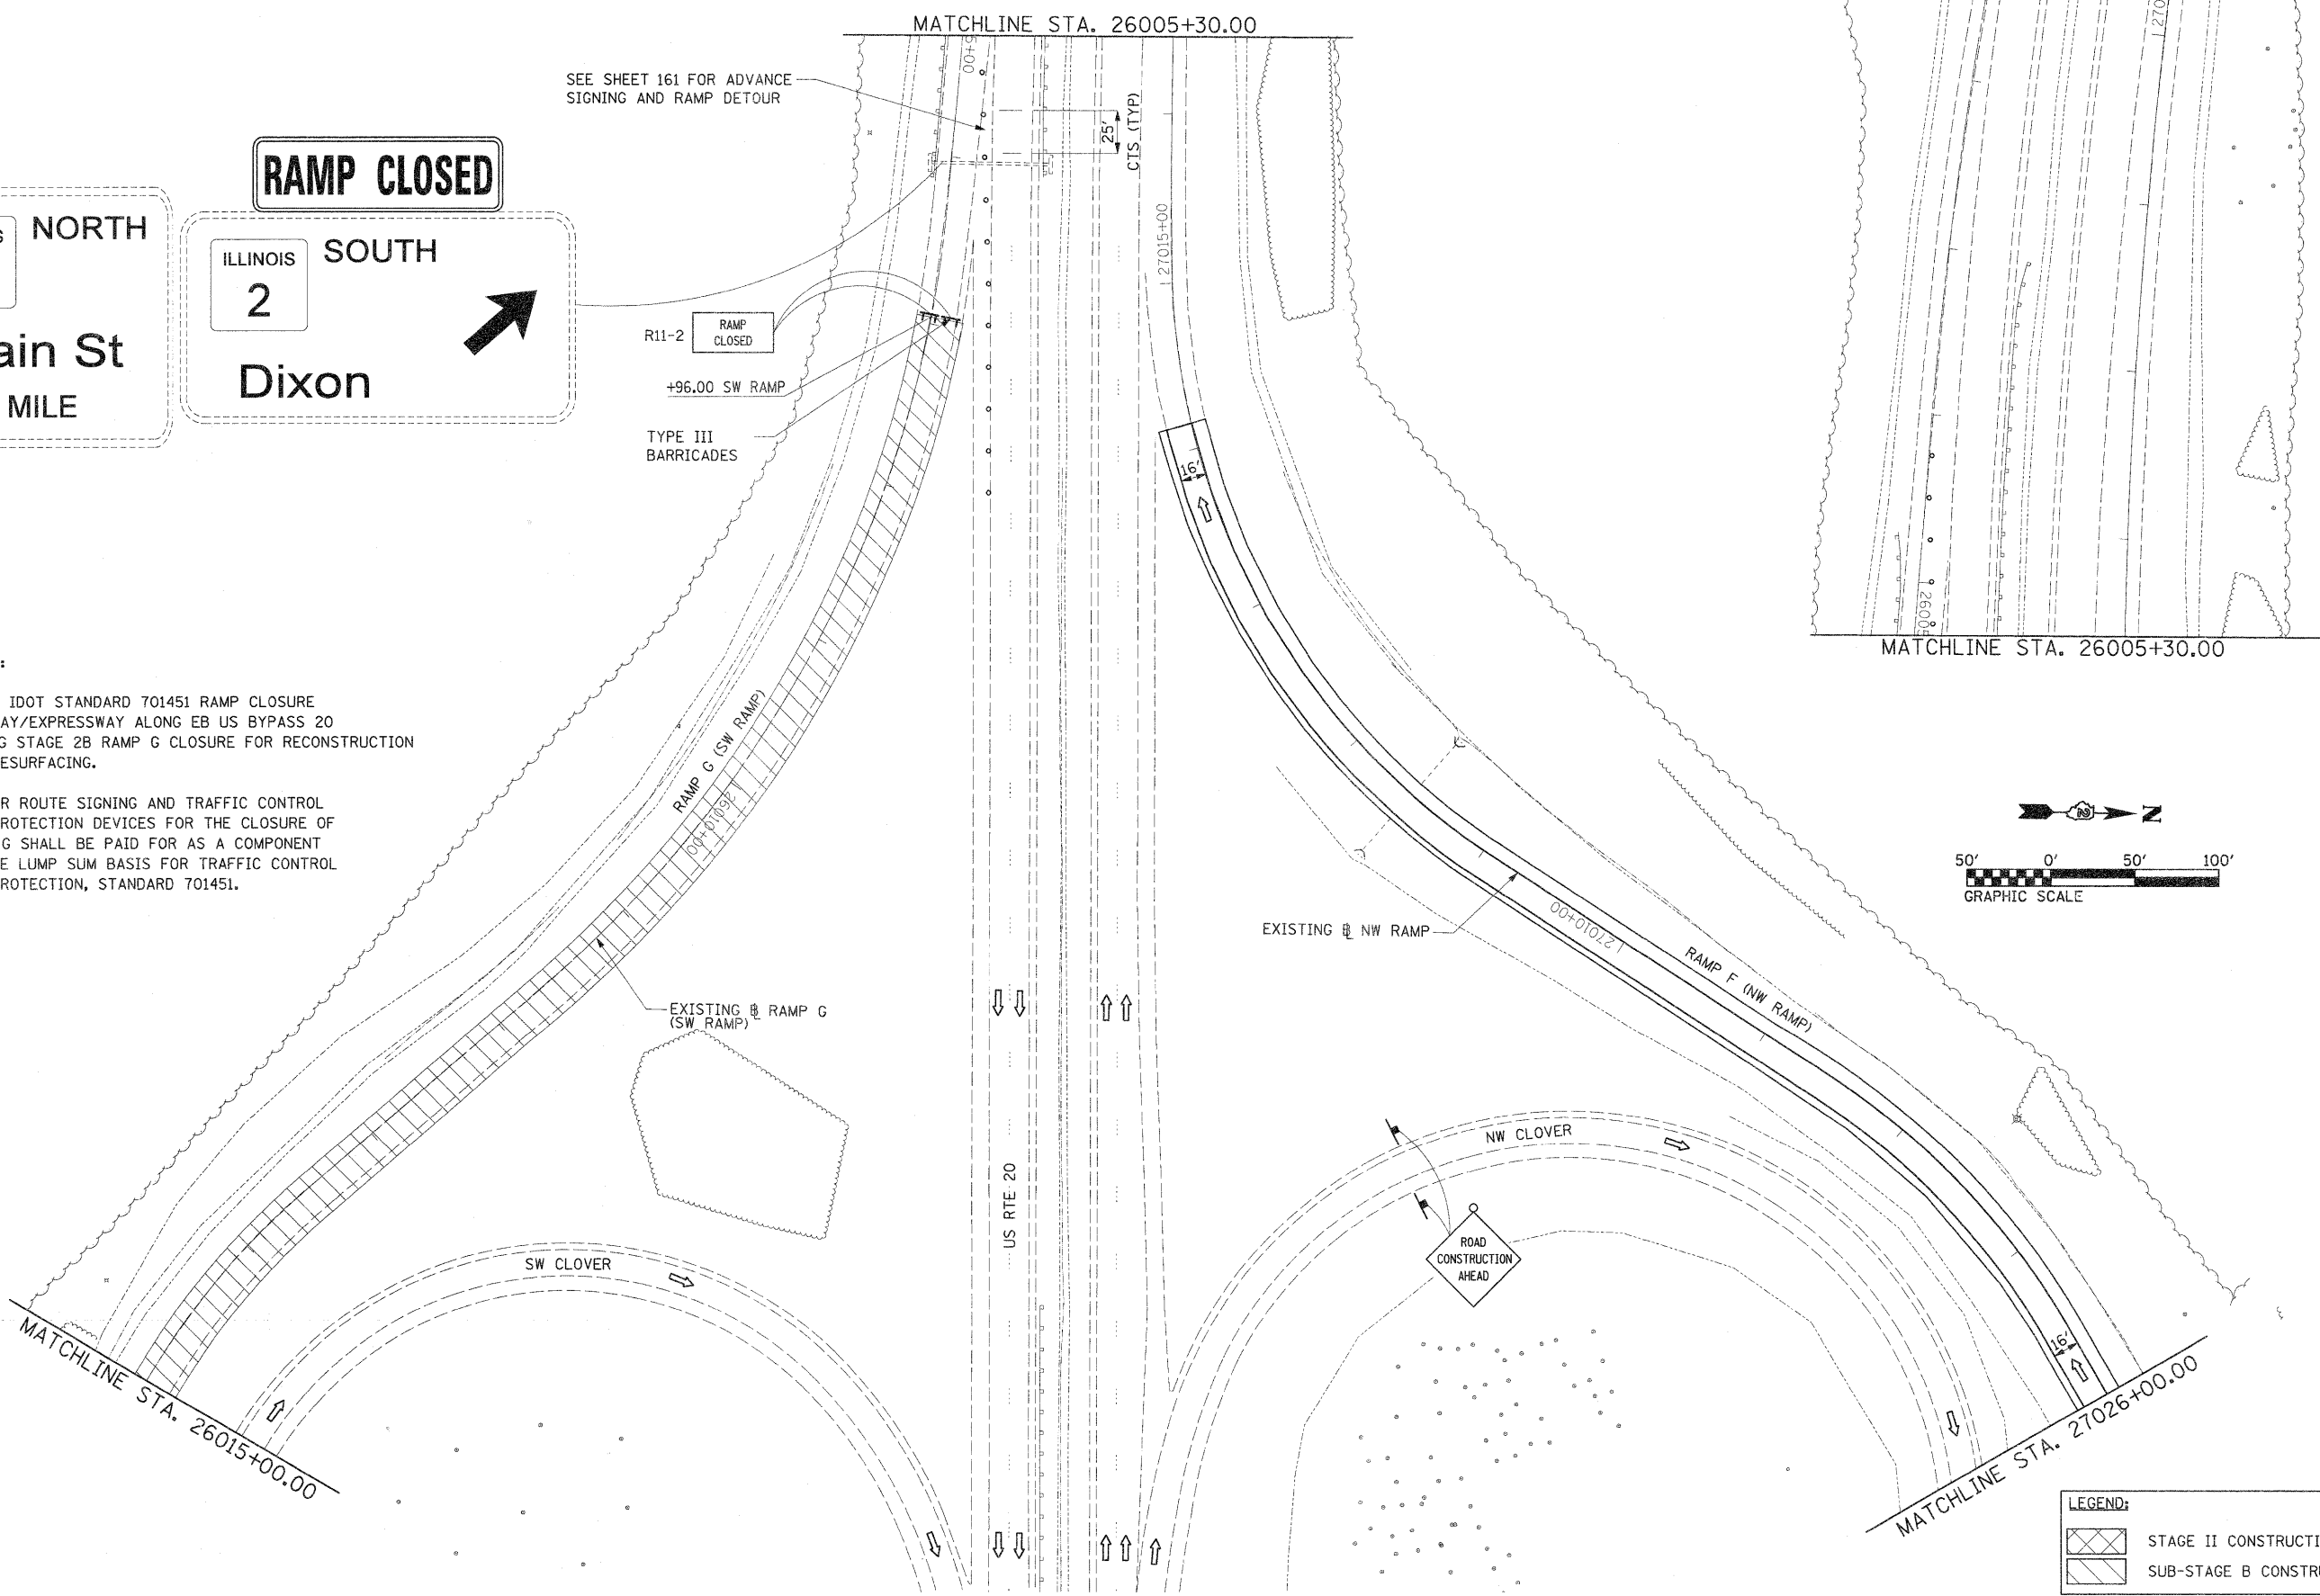 MATCHLINE STA. 26005+30.00
SEE SHEET 161 FOR ADVANCE
SIGNING AND RAMP DETOUR
25'
CTS (TYP)
RAMP CLOSED
NORTH
ain St
MILE
ILLINOIS
2
SOUTH
Dixon
R11-2
RAMP
CLOSED
+96.00 SW RAMP
TYPE III
BARRICADES
27015+00
16'
MATCHLINE STA. 26005+30.00
:
IDOT STANDARD 701451 RAMP CLOSURE
AY/EXPRESSWAY ALONG EB US BYPASS 20
G STAGE 2B RAMP G CLOSURE FOR RECONSTRUCTION
ESURFACING.
R ROUTE SIGNING AND TRAFFIC CONTROL
ROTECTION DEVICES FOR THE CLOSURE OF
G SHALL BE PAID FOR AS A COMPONENT
E LUMP SUM BASIS FOR TRAFFIC CONTROL
ROTECTION, STANDARD 701451.
RAMP G (SW RAMP)
26010+00
N
50' 0' 50' 100'
GRAPHIC SCALE
EXISTING ℄ NW RAMP
27010+00
RAMP F (NW RAMP)
EXISTING ℄ RAMP G
(SW RAMP)
US RTE 20
NW CLOVER
SW CLOVER
ROAD
CONSTRUCTION
AHEAD
16'
MATCHLINE STA. 26015+00.00
MATCHLINE STA. 27026+00.00
LEGEND:
STAGE II CONSTRUCTI
SUB-STAGE B CONSTR